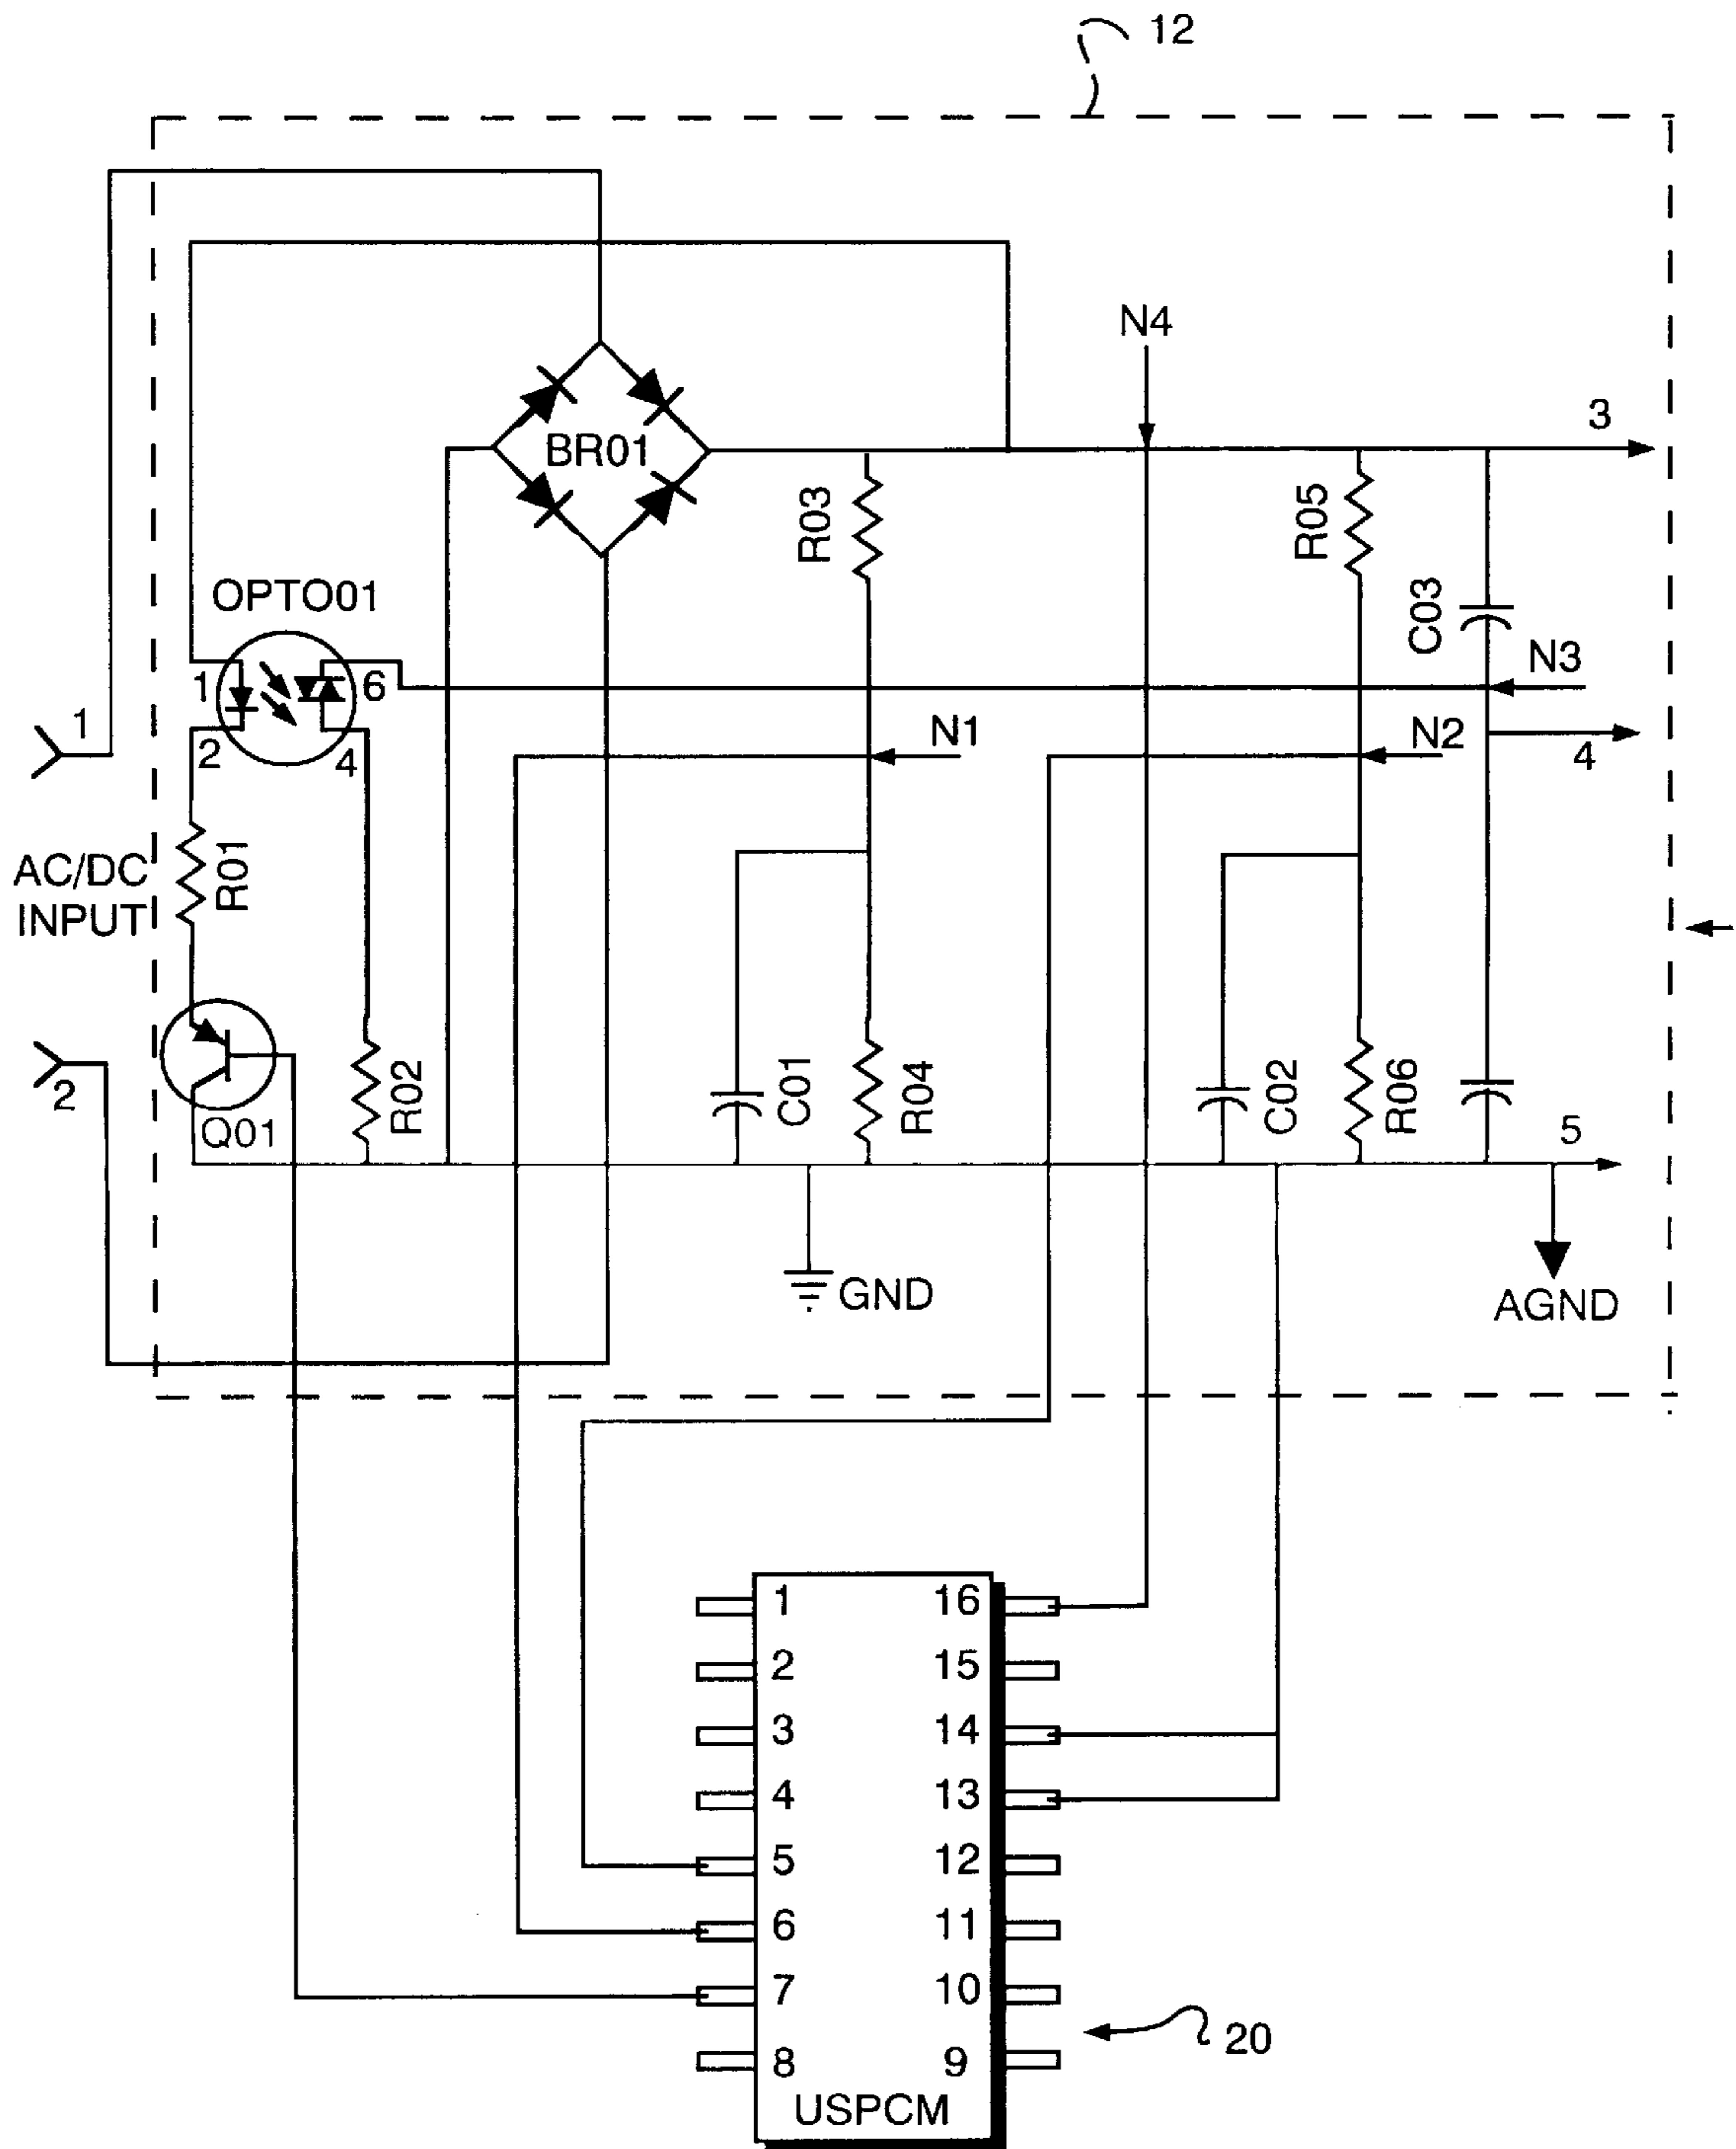 12
N4
3
BR01
R03
R05
C03
OPTO01
1
6
N3
1
2
4
N1
N2
4
AC/DC
INPUT
R01
2
Q01
R02
C01
R04
C02
R06
5
GND
AGND
1
16
2
15
3
14
4
13
5
12
6
11
7
10
8
9
USPCM
20